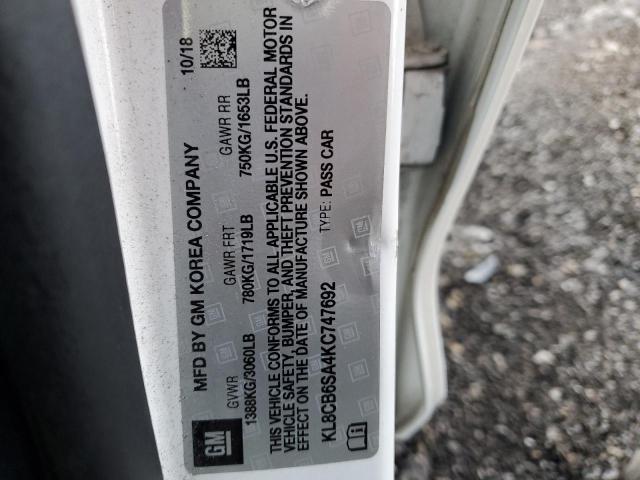 GM
MFD BY GM KOREA COMPANY 10/18
GVWR GAWR FRT GAWR RR
1388KG/3060LB 780KG/1719LB 750KG/1653LB
THIS VEHICLE CONFORMS TO ALL APPLICABLE U.S. FEDERAL MOTOR
VEHICLE SAFETY, BUMPER, AND THEFT PREVENTION STANDARDS IN
EFFECT ON THE DATE OF MANUFACTURE SHOWN ABOVE.
KL8CB6SA4KC747692 TYPE: PASS CAR